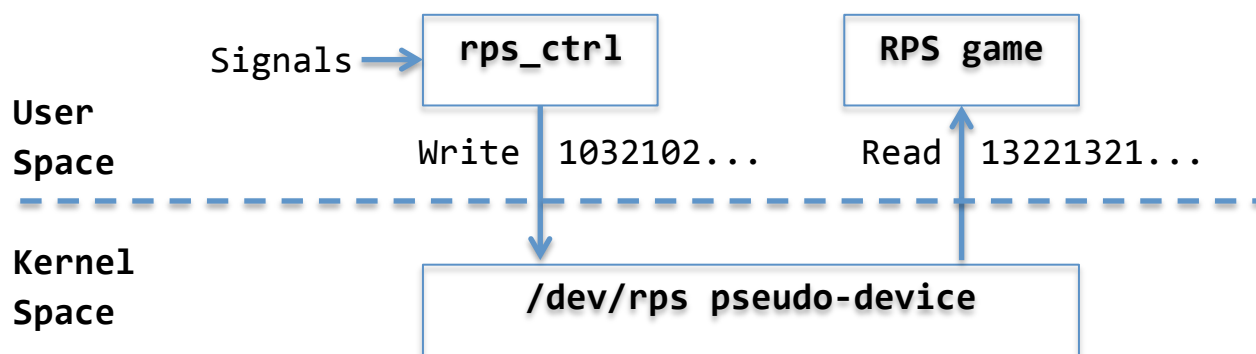 rps_ctrl
RPS game
Signals
User
Space
Write 1032102...
Read 13221321...
Kernel
Space
/dev/rps pseudo-device